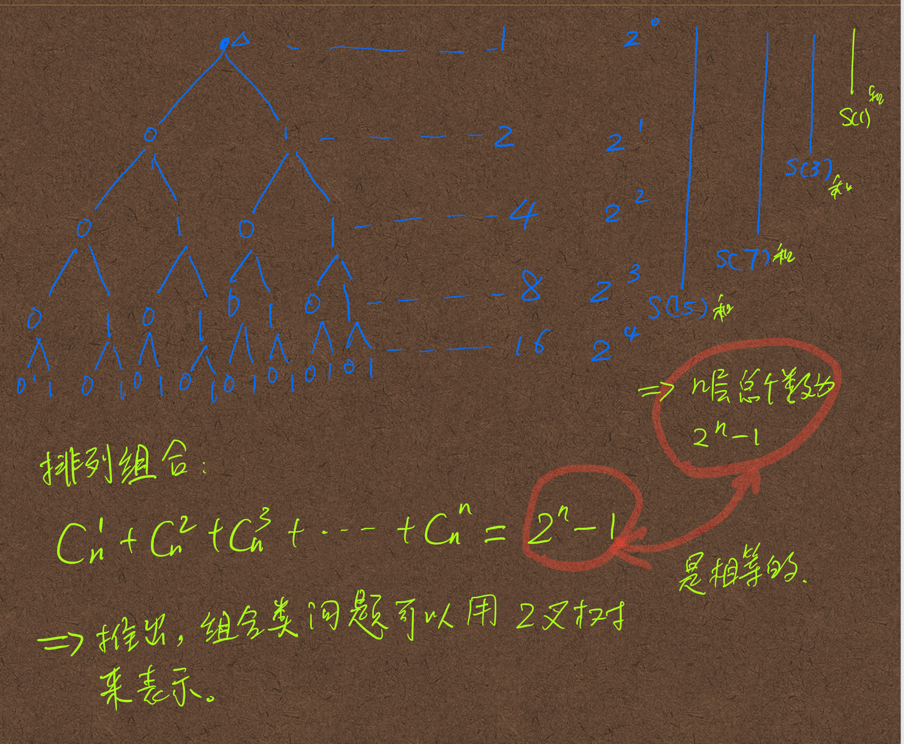 △ 1 2^0
0 1 2 2^1
S(1)和
0 1 0 1 4 2^2
S(3)和
S(7)和
0 1 0 1 0 1 0 1 8 2^3
S(15)和
0 1 0 1 0 1 0 1 0 1 0 1 0 1 0 1 16 2^4
=> n层总个数为
2^n-1
排列组合:
C_n^1 + C_n^2 + C_n^3 + ···· + C_n^n = 2^n - 1
是相等的.
=> 推出, 组合类问题可以用2叉树
来表示。